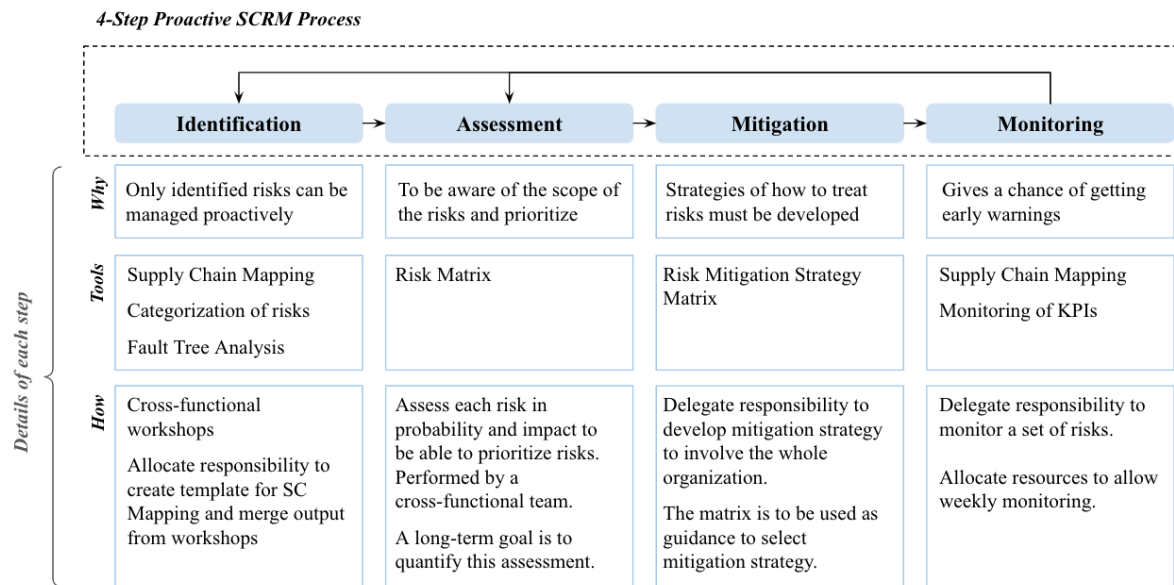 4-Step Proactive SCRM Process
Identification
Assessment
Mitigation
Monitoring
Details of each step
Why
Only identified risks can be
managed proactively
To be aware of the scope of
the risks and prioritize
Strategies of how to treat
risks must be developed
Gives a chance of getting
early warnings
Tools
Supply Chain Mapping
Categorization of risks
Fault Tree Analysis
Risk Matrix
Risk Mitigation Strategy
Matrix
Supply Chain Mapping
Monitoring of KPIs
How
Cross-functional
workshops
Allocate responsibility to
create template for SC
Mapping and merge output
from workshops
Assess each risk in
probability and impact to
be able to prioritize risks.
Performed by a
cross-functional team.
A long-term goal is to
quantify this assessment.
Delegate responsibility to
develop mitigation strategy
to involve the whole
organization.
The matrix is to be used as
guidance to select
mitigation strategy.
Delegate responsibility to
monitor a set of risks.
Allocate resources to allow
weekly monitoring.